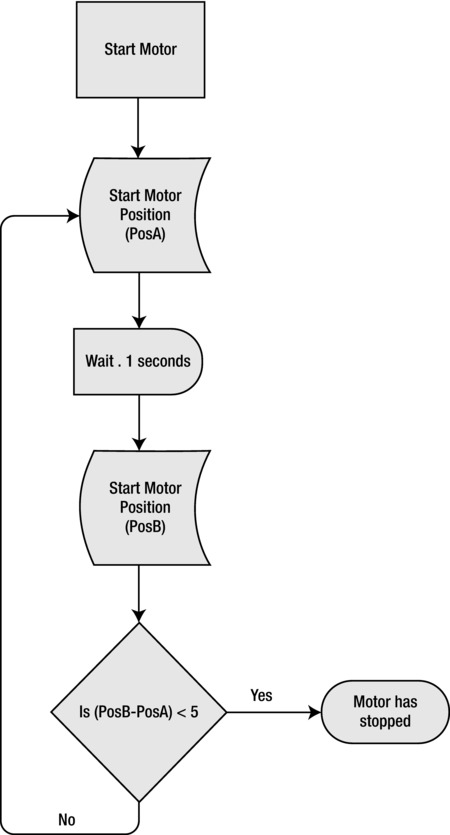 Start Motor
Start Motor
Position
(PosA)
Wait . 1 seconds
Start Motor
Position
(PosB)
Is (PosB-PosA) < 5
Yes
Motor has
stopped
No